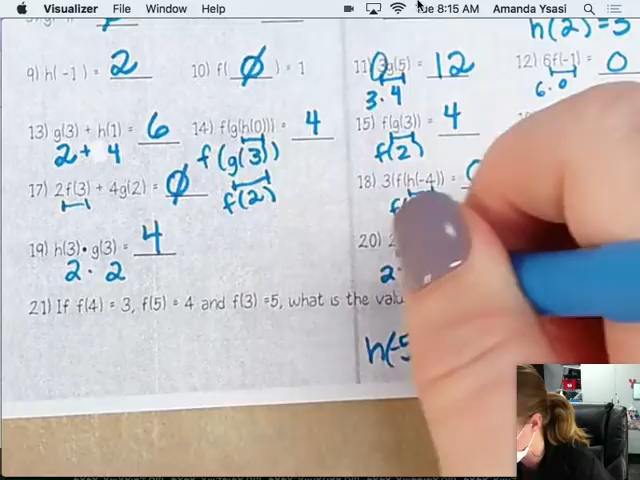 Visualizer File Window Help Tue 8:15 AM Amanda Ysasi
h(2) = 5
9) h( -1 ) = 2
10) f( Ø ) = 1
11) 3g(5) = 12
3·4
12) 6f(-1) = 0
6·0
13) g(3) + h(1) = 6
2 + 4
14) f(g(h(0))) = 4
f(g(3))
f(2)
15) f(g(3)) = 4
f(2)
17) 2f(3) + 4g(2) = Ø
18) 3(f(h(-4)) =
19) h(3)•g(3) = 4
2 · 2
20) 2
2·
21) If f(4) = 3, f(5) = 4 and f(3) =5, what is the
h(-5